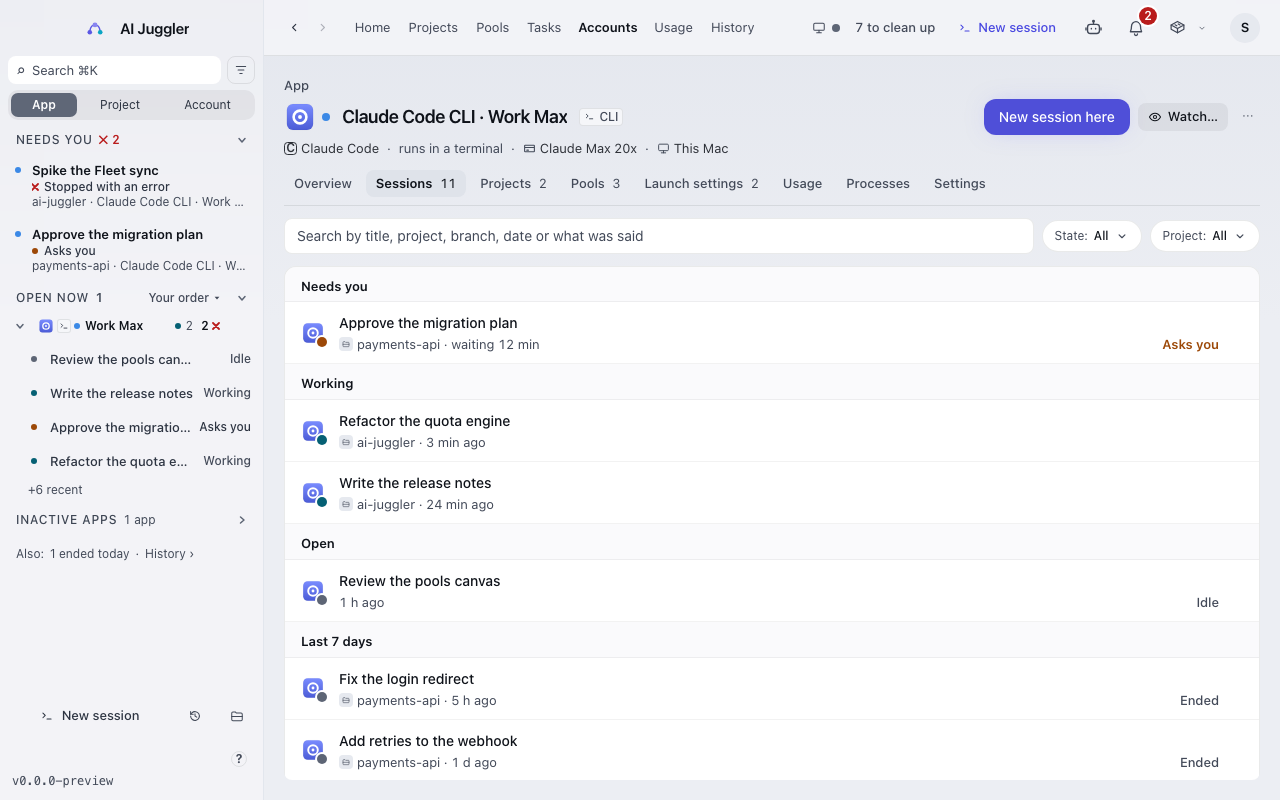 AI Juggler
Search ⌘K
App Project Account
NEEDS YOU 2
Spike the Fleet sync
Stopped with an error
ai-juggler · Claude Code CLI · Work ...
Approve the migration plan
Asks you
payments-api · Claude Code CLI · W...
OPEN NOW 1 Your order
Work Max 2 2
Review the pools can... Idle
Write the release notes Working
Approve the migratio... Asks you
Refactor the quota e... Working
+6 recent
INACTIVE APPS 1 app
Also: 1 ended today · History ›
New session
?
v0.0.0-preview
Home Projects Pools Tasks Accounts Usage History
7 to clean up
New session
2
S
App
Claude Code CLI · Work Max
CLI
New session here
Watch...
Claude Code · runs in a terminal · Claude Max 20x · This Mac
Overview Sessions 11 Projects 2 Pools 3 Launch settings 2 Usage Processes Settings
Search by title, project, branch, date or what was said
State: All
Project: All
Needs you
Approve the migration plan
payments-api · waiting 12 min Asks you
Working
Refactor the quota engine
ai-juggler · 3 min ago
Write the release notes
ai-juggler · 24 min ago
Open
Review the pools canvas
1 h ago Idle
Last 7 days
Fix the login redirect
payments-api · 5 h ago Ended
Add retries to the webhook
payments-api · 1 d ago Ended